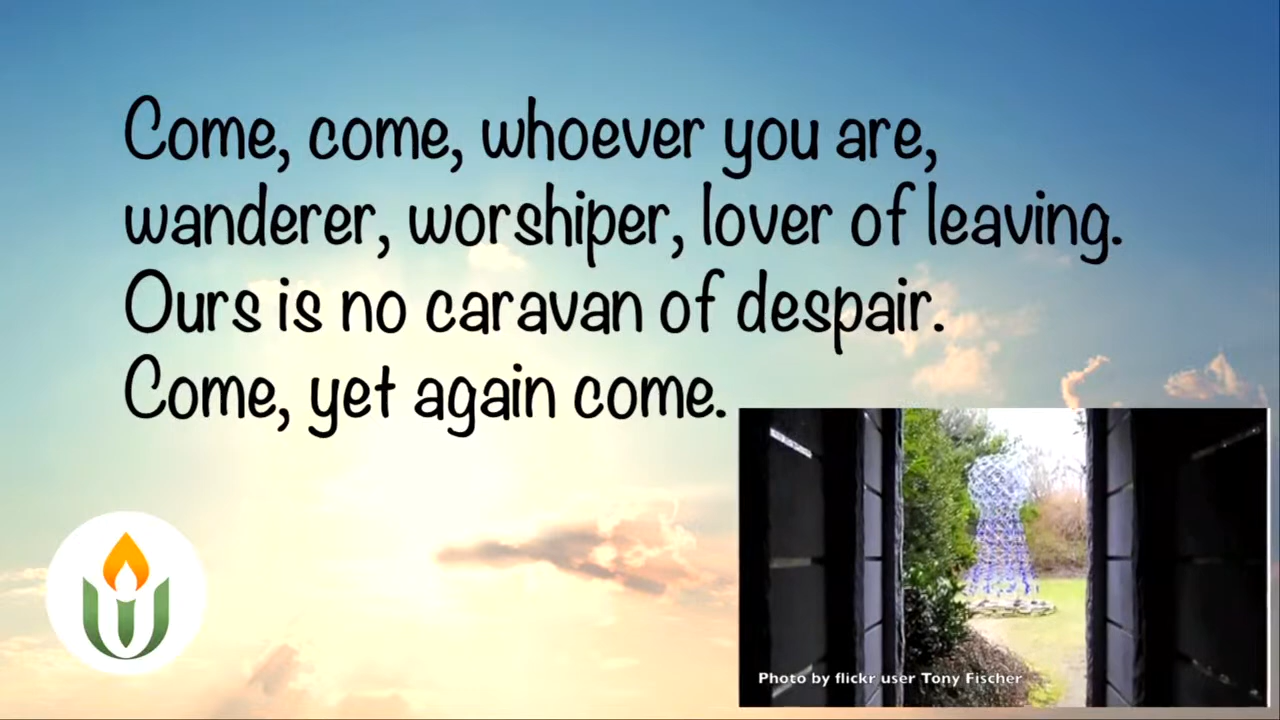 Come, come, whoever you are,
wanderer, worshiper, lover of leaving.
Ours is no caravan of despair.
Come, yet again come.
Photo by flickr user Tony Fischer